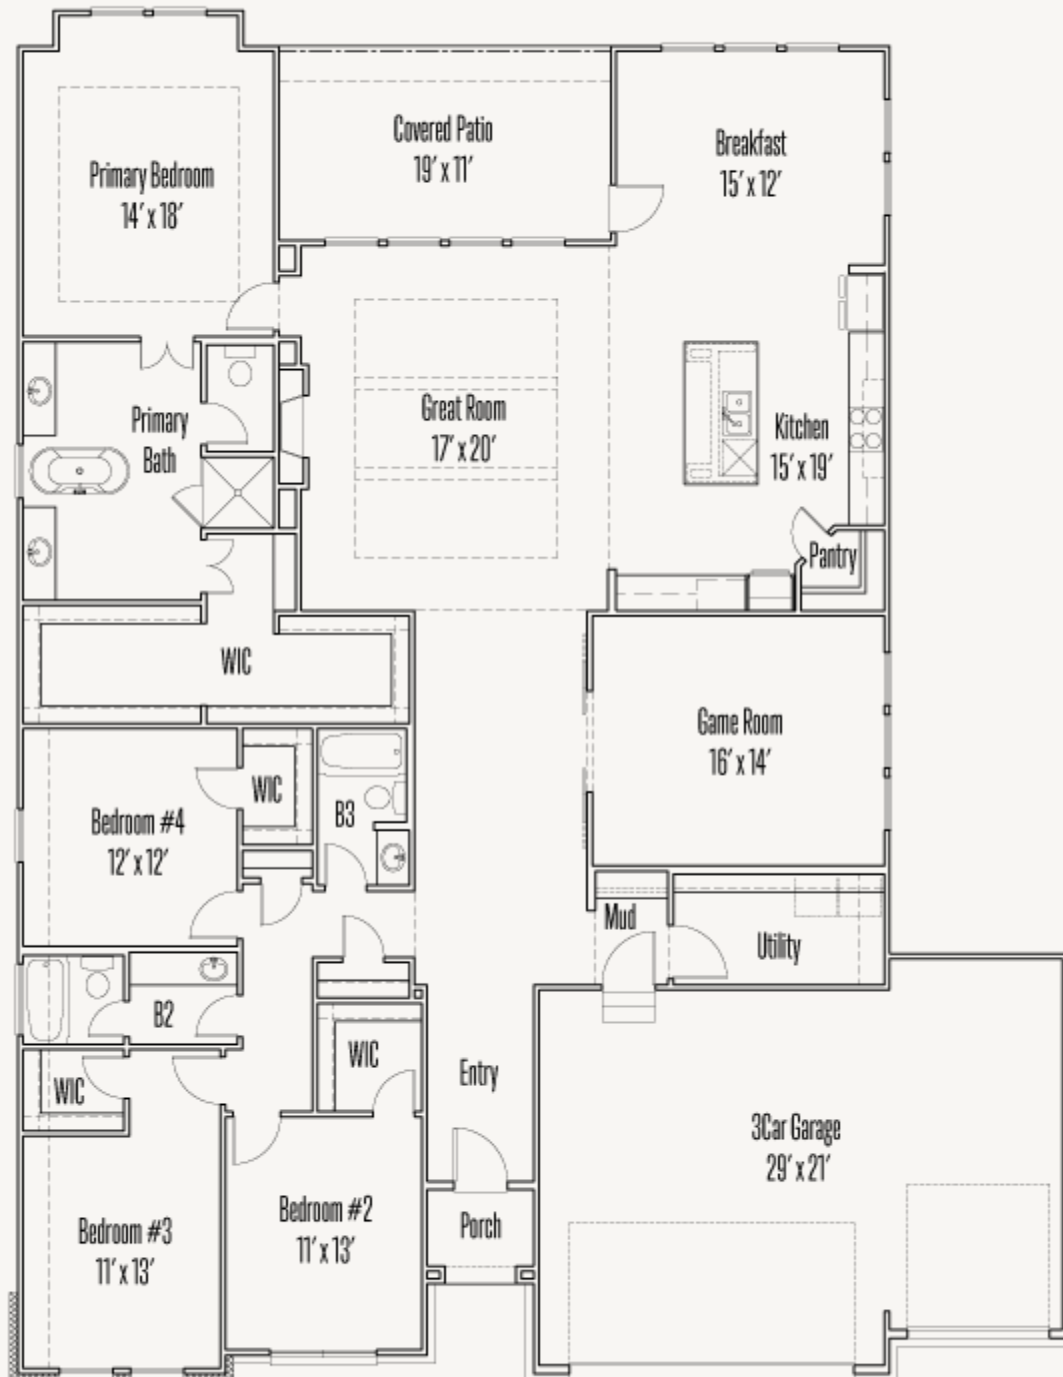 Covered Patio
19' x 11'
Breakfast
15' x 12'
Primary Bedroom
14' x 18'
Primary
Bath
Great Room
17' x 20'
Kitchen
15' x 19'
Pantry
WIC
Game Room
16' x 14'
Bedroom #4
12' x 12'
WIC
B3
Mud
Utility
B2
WIC
WIC
Entry
3Car Garage
29' x 21'
Bedroom #3
11' x 13'
Bedroom #2
11' x 13'
Porch